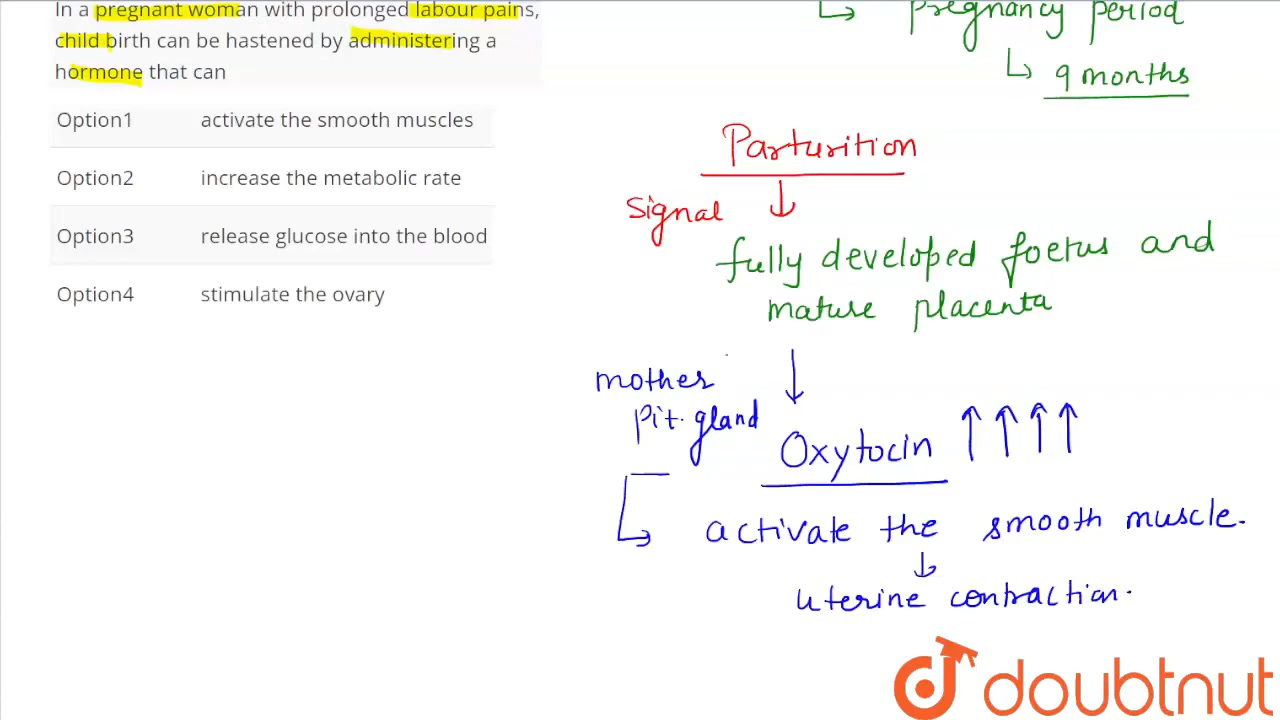 In a pregnant woman with prolonged labour pains,
child birth can be hastened by administering a
hormone that can
Option1 activate the smooth muscles
Option2 increase the metabolic rate
Option3 release glucose into the blood
Option4 stimulate the ovary
↳ Pregnancy period
↳ 9 months
Parturition
signal ↓
fully developed foetus and
mature placenta
↓
mother
pit. gland
Oxytocin ↑ ↑ ↑ ↑
↳ activate the smooth muscle.
↓
uterine contraction.
doubtnut